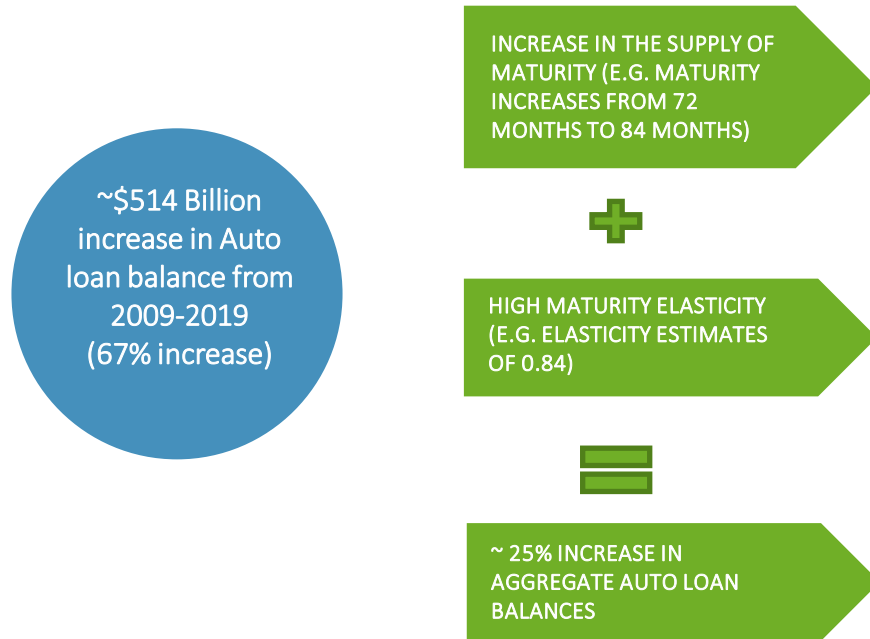 ~$514 Billion
increase in Auto
loan balance from
2009-2019
(67% increase)
INCREASE IN THE SUPPLY OF
MATURITY (E.G. MATURITY
INCREASES FROM 72
MONTHS TO 84 MONTHS)
HIGH MATURITY ELASTICITY
(E.G. ELASTICITY ESTIMATES
OF 0.84)
~ 25% INCREASE IN
AGGREGATE AUTO LOAN
BALANCES